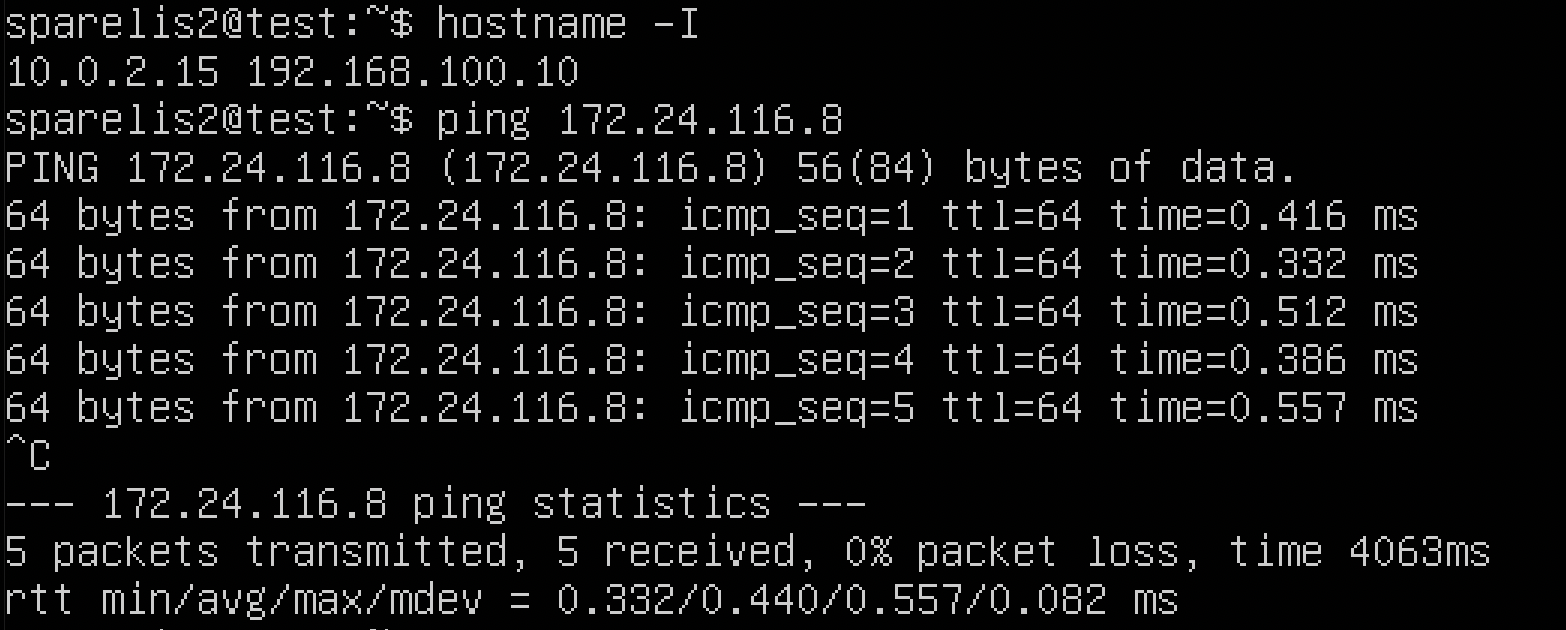 sparelis2@test:~$ hostname -I
10.0.2.15 192.168.100.10
sparelis2@test:~$ ping 172.24.116.8
PING 172.24.116.8 (172.24.116.8) 56(84) bytes of data.
64 bytes from 172.24.116.8: icmp_seq=1 ttl=64 time=0.416 ms
64 bytes from 172.24.116.8: icmp_seq=2 ttl=64 time=0.332 ms
64 bytes from 172.24.116.8: icmp_seq=3 ttl=64 time=0.512 ms
64 bytes from 172.24.116.8: icmp_seq=4 ttl=64 time=0.386 ms
64 bytes from 172.24.116.8: icmp_seq=5 ttl=64 time=0.557 ms
^C
--- 172.24.116.8 ping statistics ---
5 packets transmitted, 5 received, 0% packet loss, time 4063ms
rtt min/avg/max/mdev = 0.332/0.440/0.557/0.082 ms